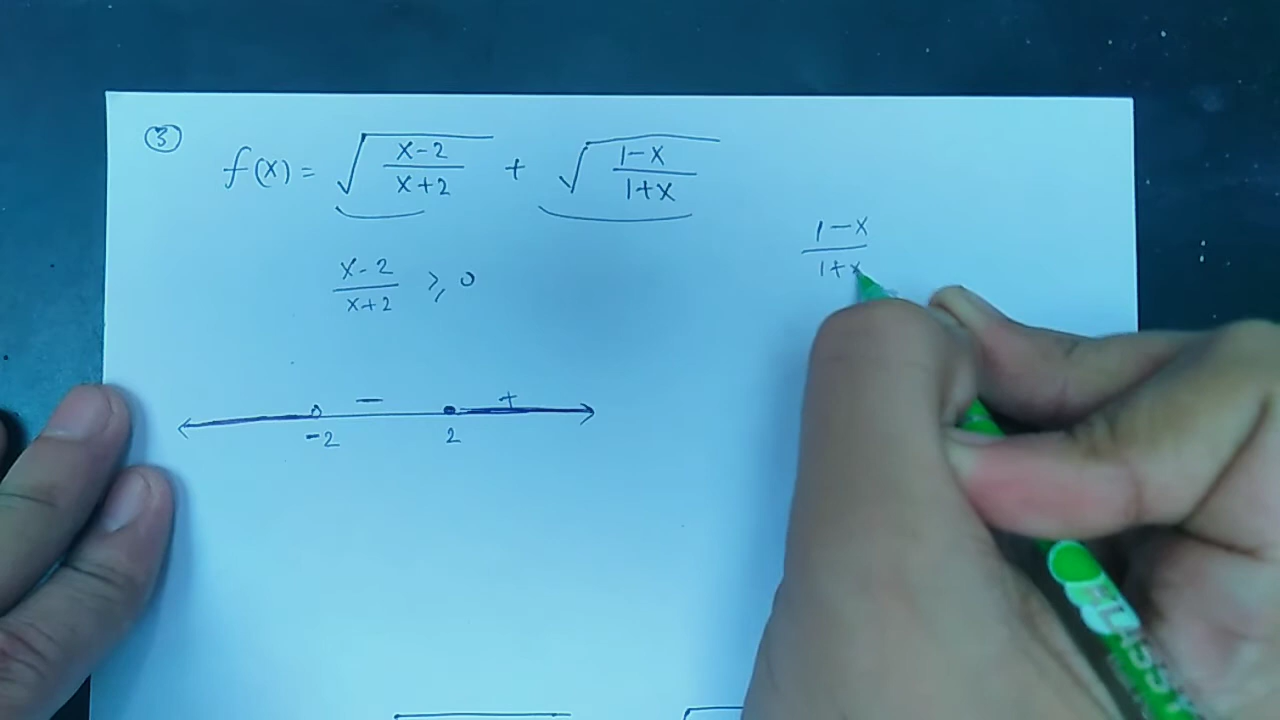 ③ f(x) = √((x-2)/(x+2)) + √((1-x)/(1+x))
(x-2)/(x+2) ≥ 0
(1-x)/(1+x
- +
-2 2